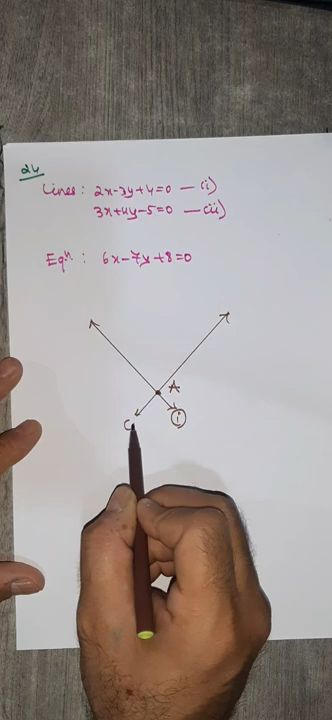 24
Lines: 2x-3y+4=0 — (i)
3x+4y-5=0 — (ii)
Eqⁿ: 6x-7y+8=0
A
(i)